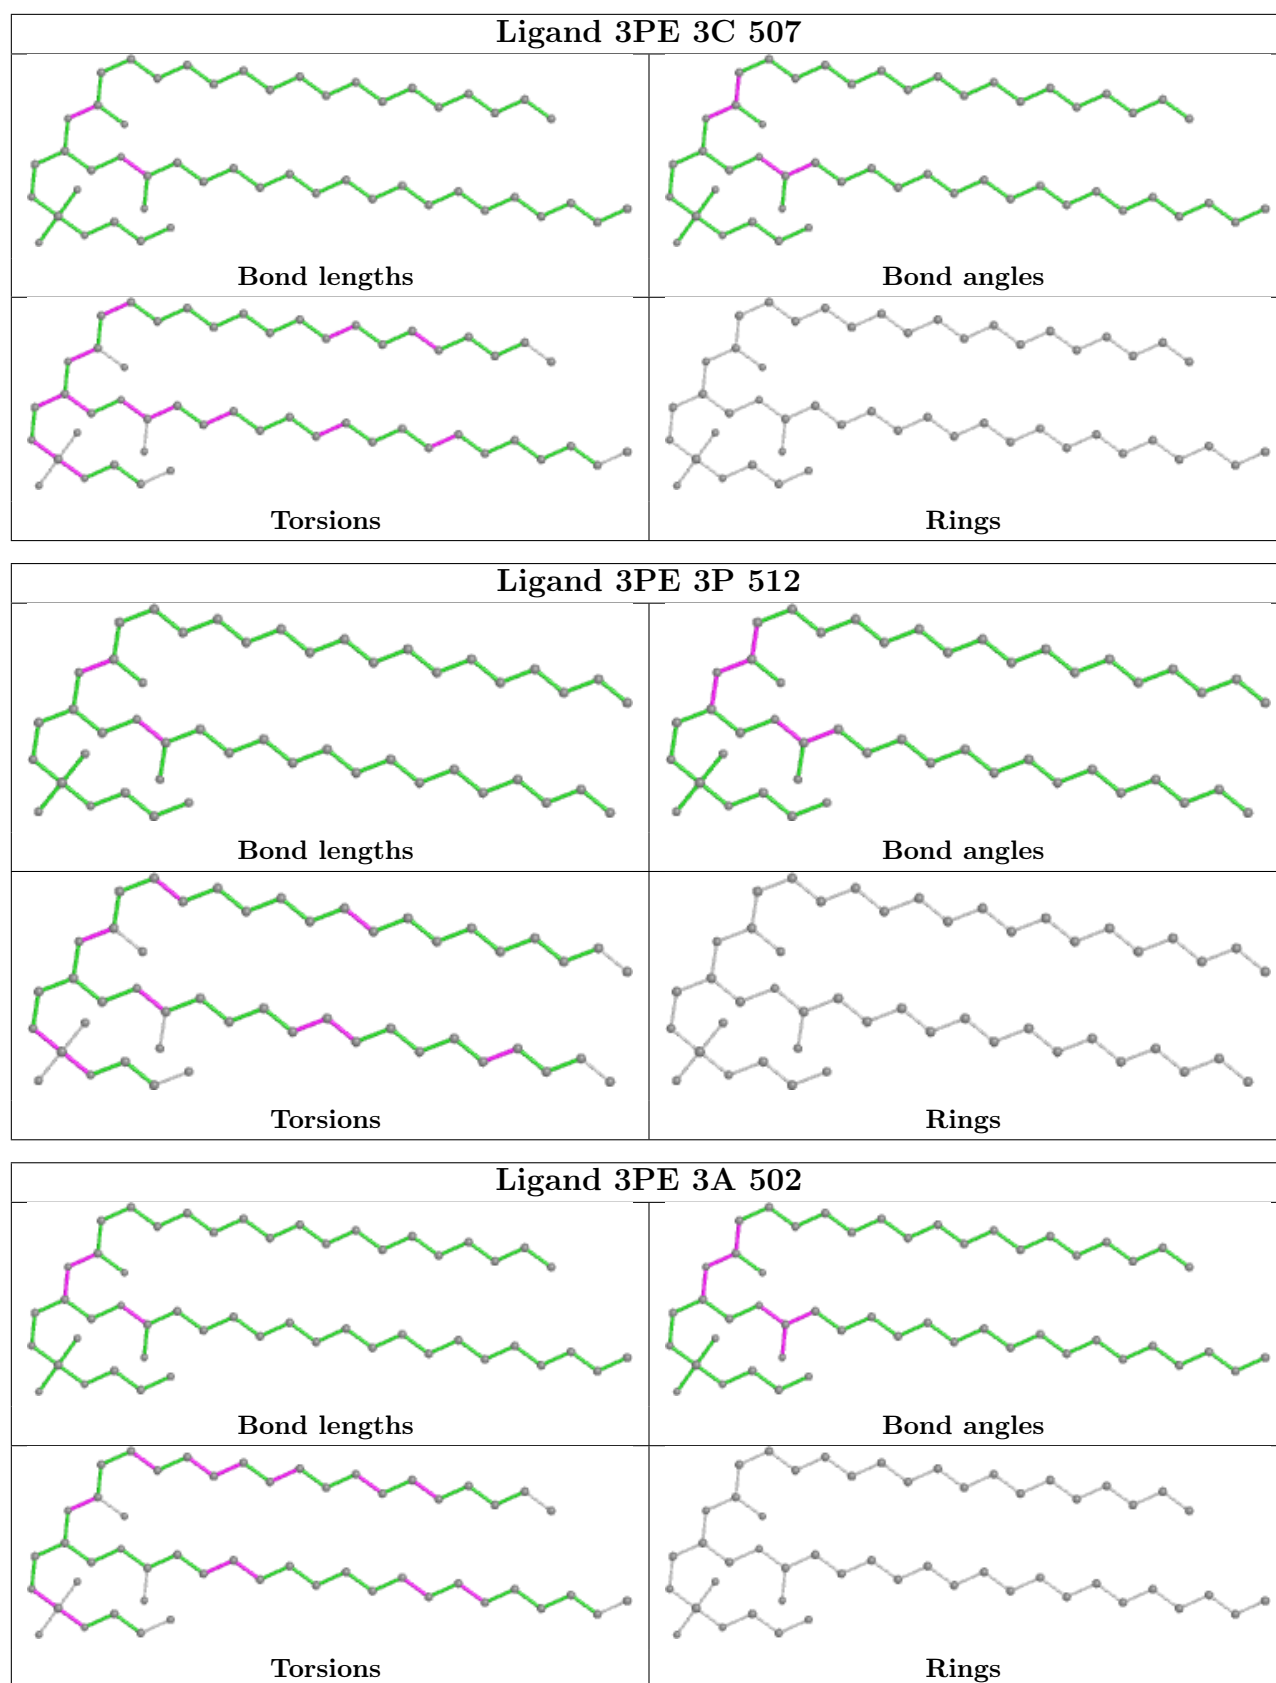 Ligand 3PE 3C 507
Bond lengths
Bond angles
Torsions
Rings
Ligand 3PE 3P 512
Bond lengths
Bond angles
Torsions
Rings
Ligand 3PE 3A 502
Bond lengths
Bond angles
Torsions
Rings